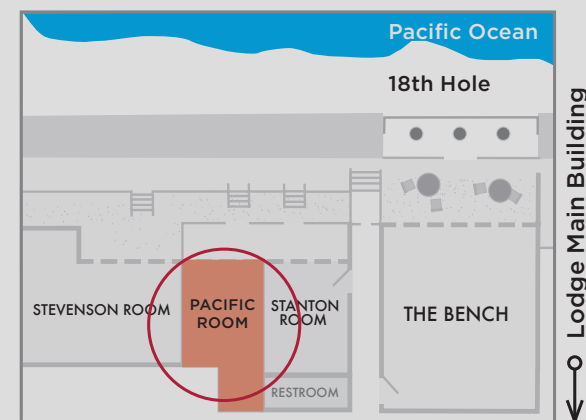 Pacific Ocean
18th Hole
Lodge Main Building
STEVENSON ROOM
PACIFIC
ROOM
STANTON
ROOM
THE BENCH
RESTROOM